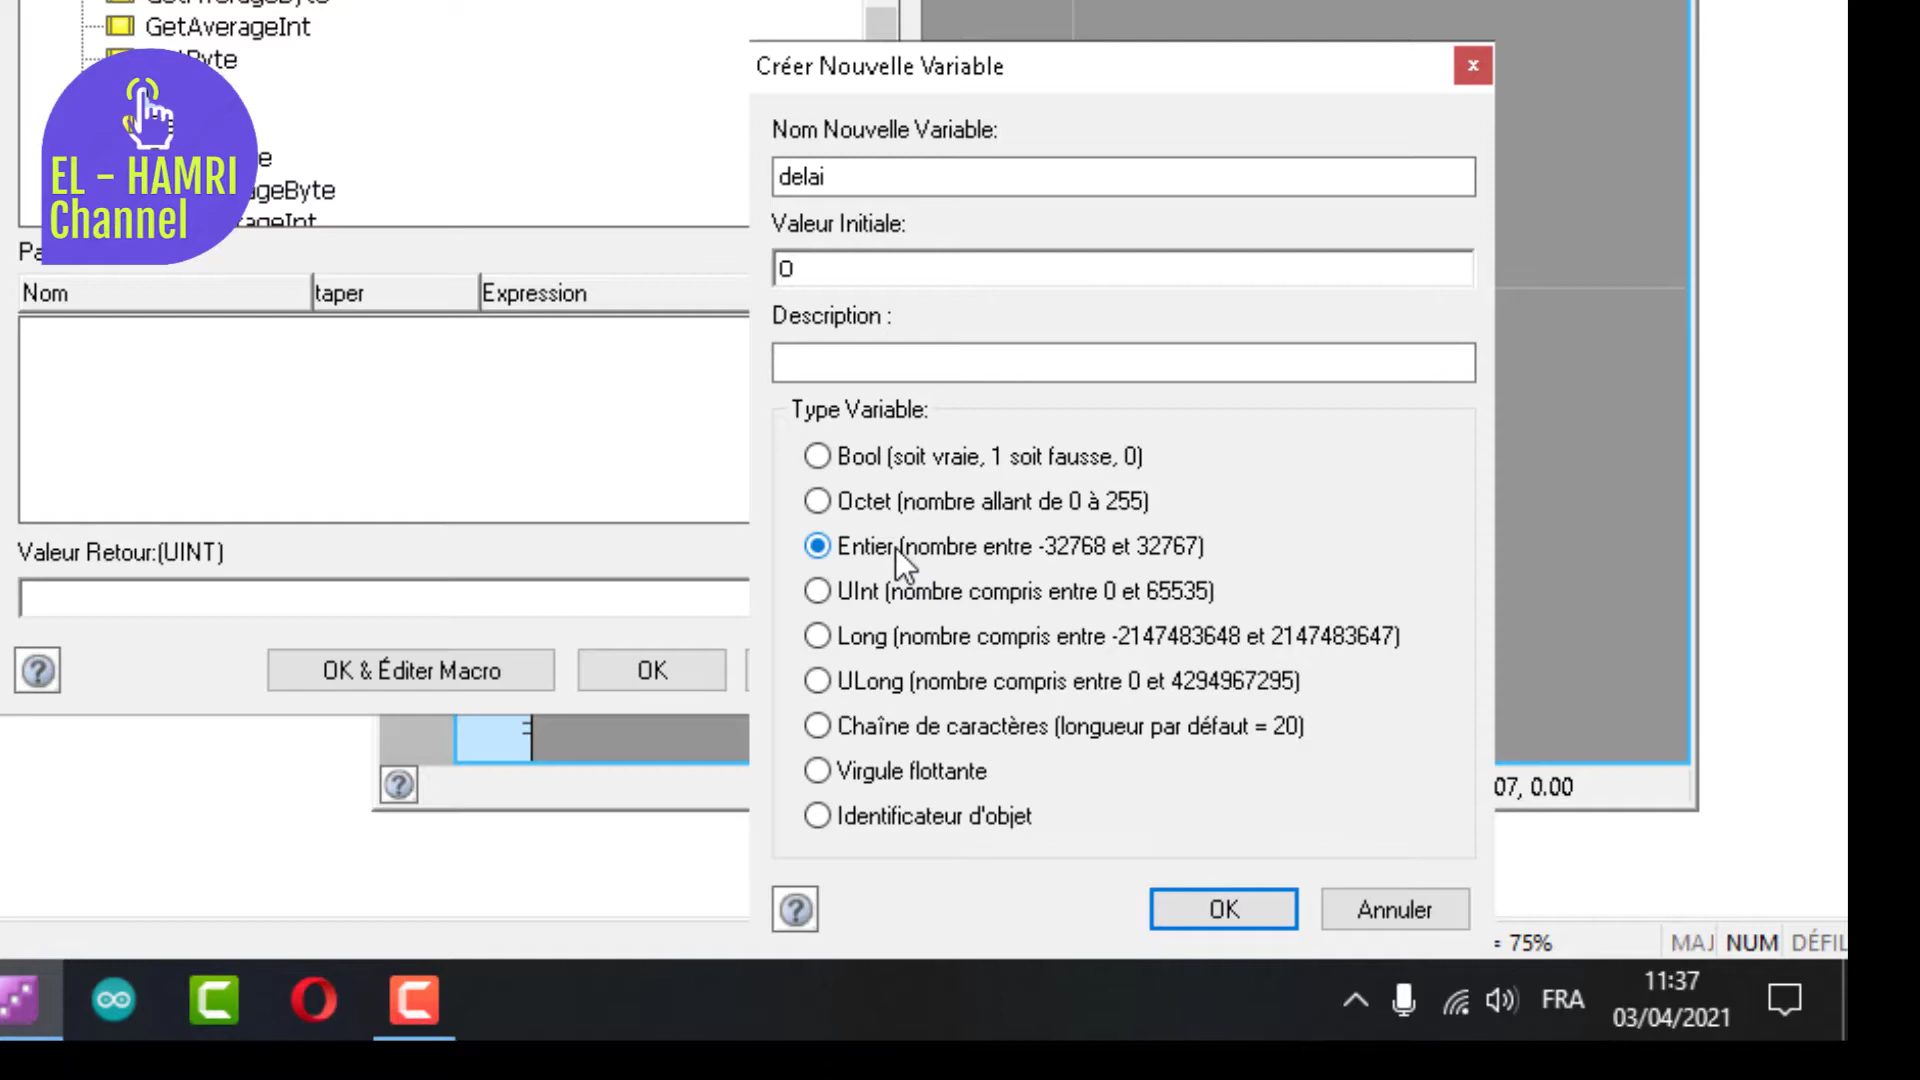 GetAverageInt
Byte
e
ageByte
EL - HAMRI
Channel
Nom
taper
Expression
Valeur Retour:(UINT)
OK & Éditer Macro
OK
Créer Nouvelle Variable
x
Nom Nouvelle Variable:
delai
Valeur Initiale:
0
Description :
Type Variable:
Bool (soit vraie, 1 soit fausse, 0)
Octet (nombre allant de 0 à 255)
Entier (nombre entre -32768 et 32767)
UInt (nombre compris entre 0 et 65535)
Long (nombre compris entre -2147483648 et 2147483647)
ULong (nombre compris entre 0 et 4294967295)
Chaîne de caractères (longueur par défaut = 20)
Virgule flottante
Identificateur d'objet
?
OK
Annuler
07, 0.00
= 75%
MAJ
NUM
DÉFIL
FRA
11:37
03/04/2021